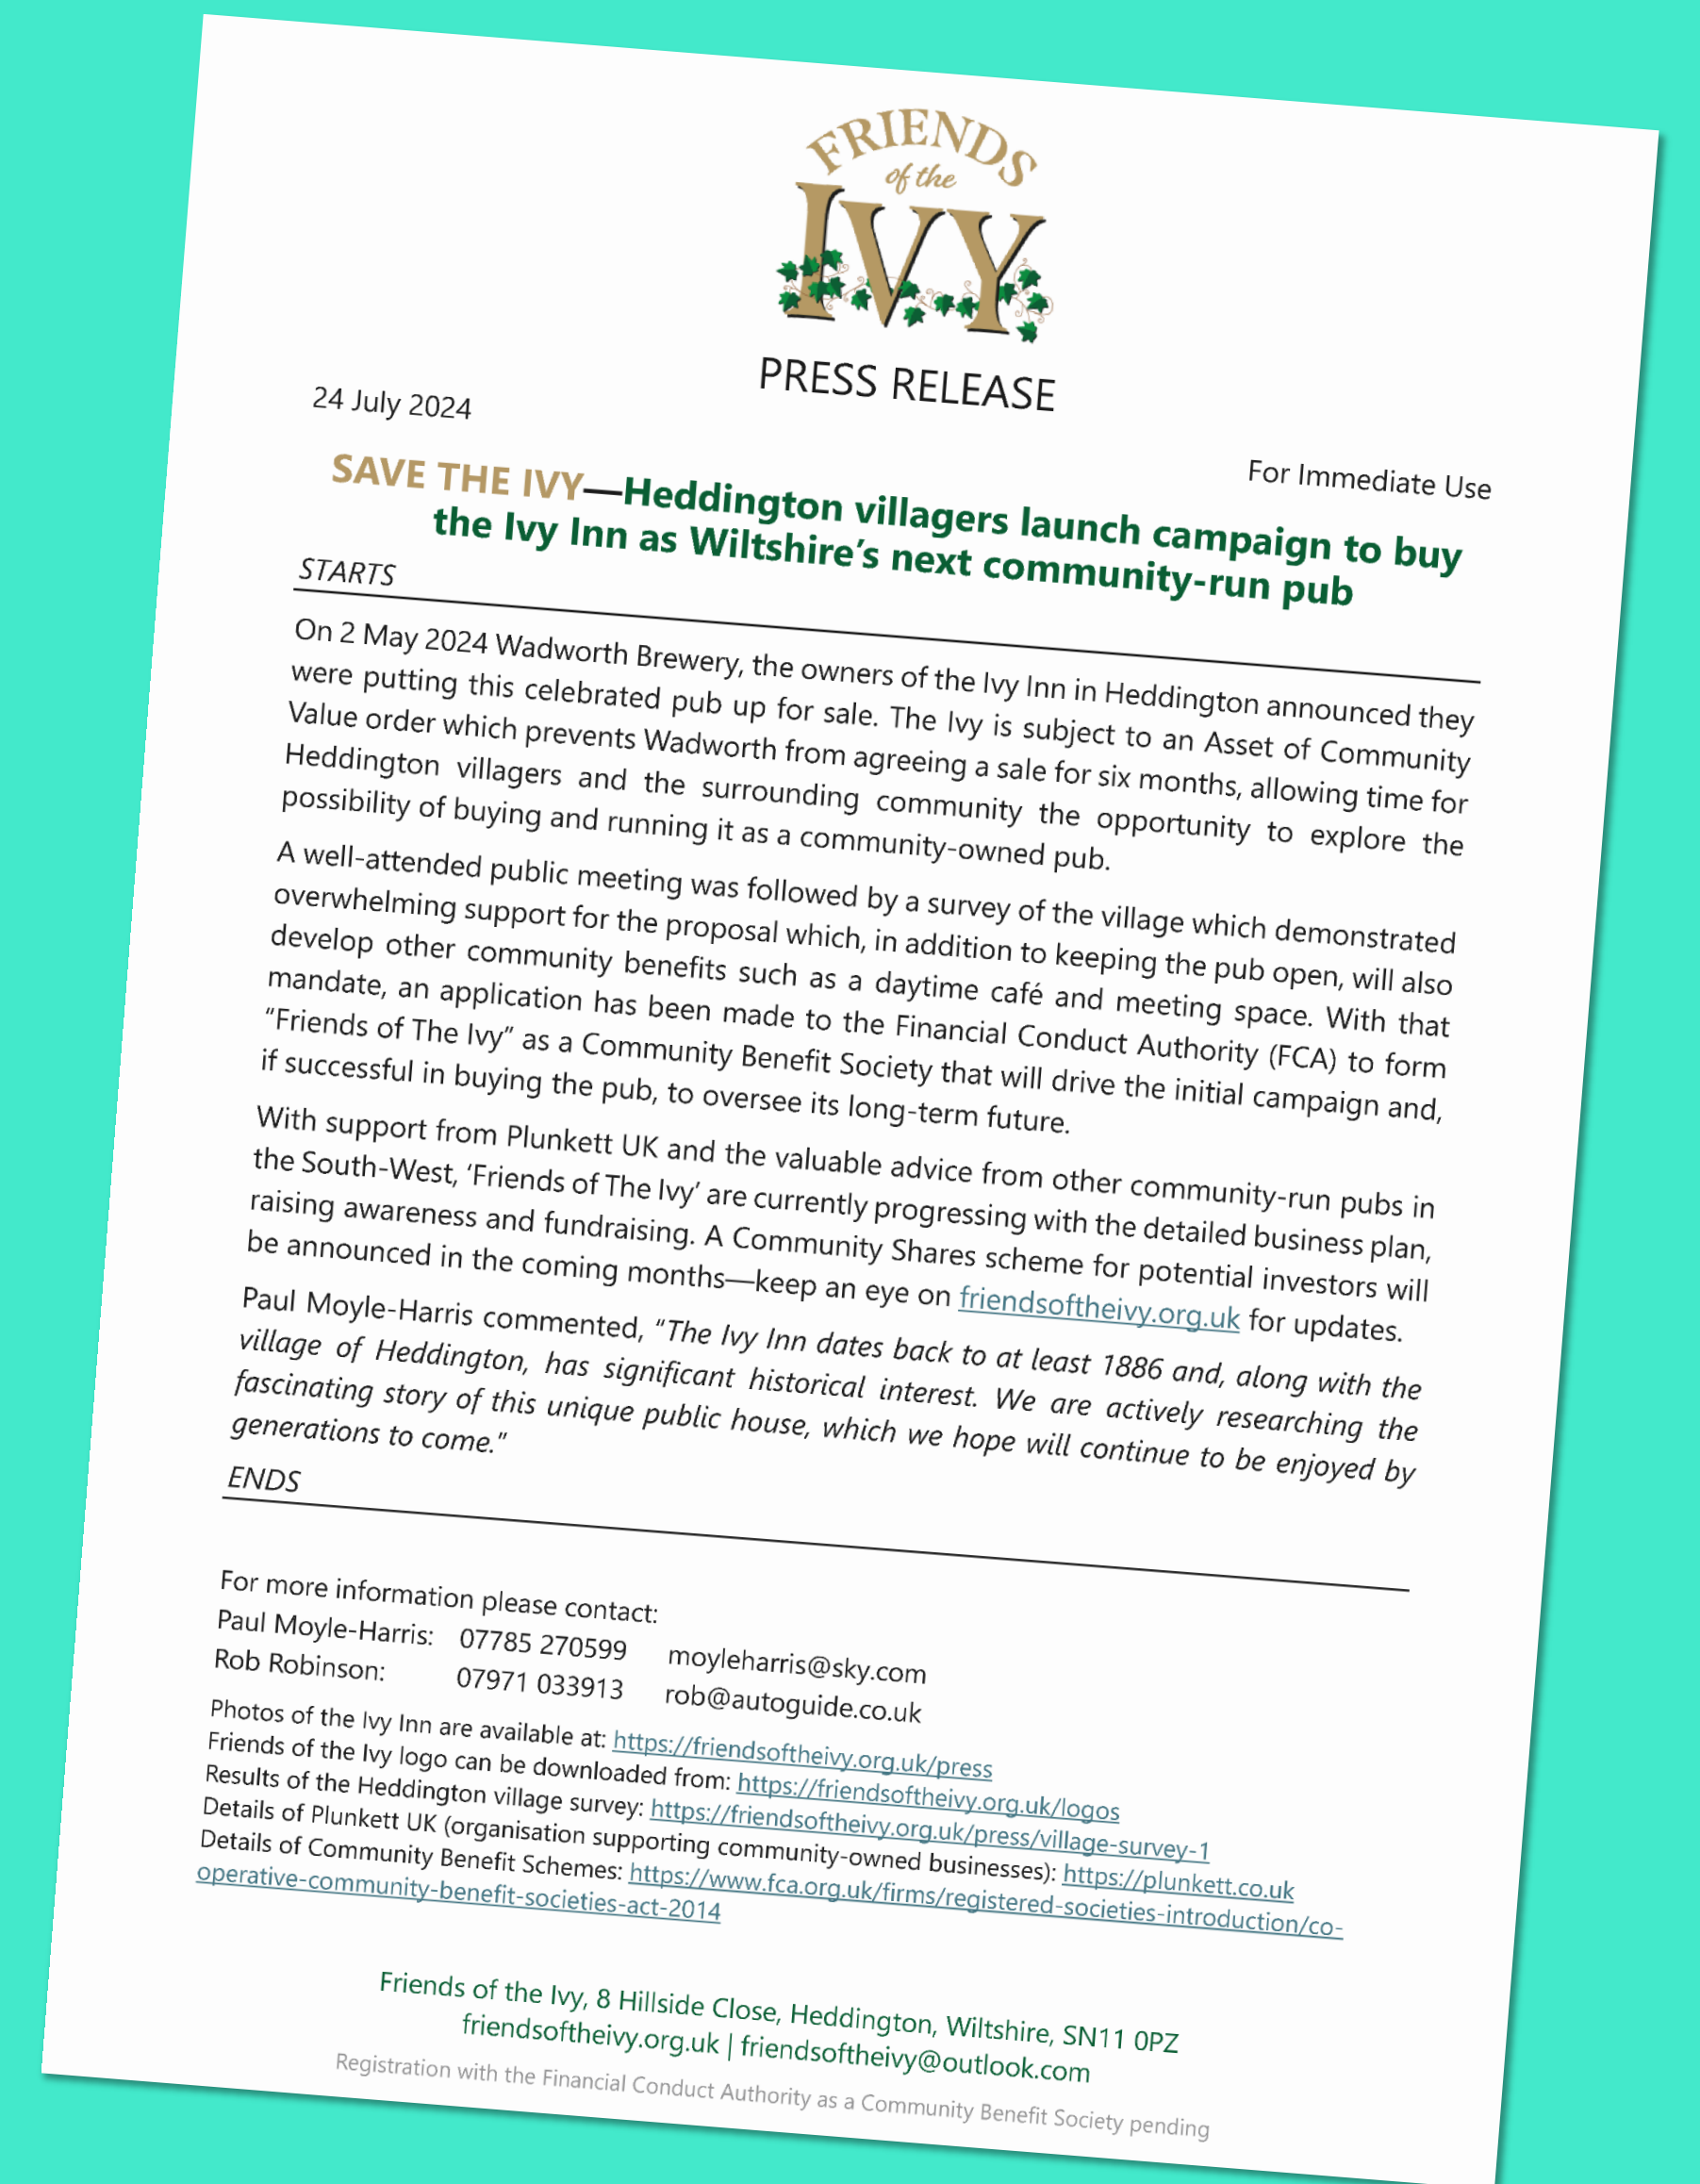 FRIENDS
of the
IVY
PRESS RELEASE
24 July 2024
For Immediate Use
SAVE THE IVY—Heddington villagers launch campaign to buy
the Ivy Inn as Wiltshire’s next community-run pub
STARTS
On 2 May 2024 Wadworth Brewery, the owners of the Ivy Inn in Heddington announced they
were putting this celebrated pub up for sale. The Ivy is subject to an Asset of Community
Value order which prevents Wadworth from agreeing a sale for six months, allowing time for
Heddington villagers and the surrounding community the opportunity to explore the
possibility of buying and running it as a community-owned pub.
A well-attended public meeting was followed by a survey of the village which demonstrated
overwhelming support for the proposal which, in addition to keeping the pub open, will also
develop other community benefits such as a daytime café and meeting space. With that
mandate, an application has been made to the Financial Conduct Authority (FCA) to form
“Friends of The Ivy” as a Community Benefit Society that will drive the initial campaign and,
if successful in buying the pub, to oversee its long-term future.
With support from Plunkett UK and the valuable advice from other community-run pubs in
the South-West, ‘Friends of The Ivy’ are currently progressing with the detailed business plan,
raising awareness and fundraising. A Community Shares scheme for potential investors will
be announced in the coming months—keep an eye on friendsoftheivy.org.uk for updates.
Paul Moyle-Harris commented, “The Ivy Inn dates back to at least 1886 and, along with the
village of Heddington, has significant historical interest. We are actively researching the
fascinating story of this unique public house, which we hope will continue to be enjoyed by
generations to come.”
ENDS
For more information please contact:
Paul Moyle-Harris: 07785 270599 moyleharris@sky.com
Rob Robinson: 07971 033913 rob@autoguide.co.uk
Photos of the Ivy Inn are available at: https://friendsoftheivy.org.uk/press
Friends of the Ivy logo can be downloaded from: https://friendsoftheivy.org.uk/logos
Results of the Heddington village survey: https://friendsoftheivy.org.uk/press/village-survey-1
Details of Plunkett UK (organisation supporting community-owned businesses): https://plunkett.co.uk
Details of Community Benefit Schemes: https://www.fca.org.uk/firms/registered-societies-introduction/co-
operative-community-benefit-societies-act-2014
Friends of the Ivy, 8 Hillside Close, Heddington, Wiltshire, SN11 0PZ
friendsoftheivy.org.uk | friendsoftheivy@outlook.com
Registration with the Financial Conduct Authority as a Community Benefit Society pending